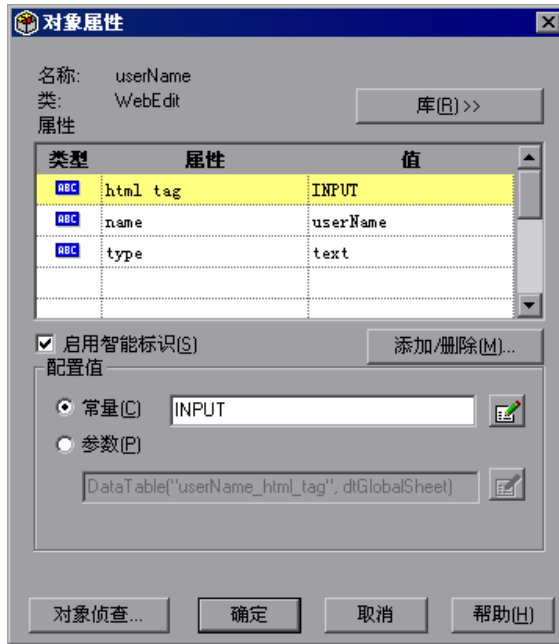 对象属性
名称: userName
类: WebEdit
库(R) >>
属性
类型 属性 值
ABC html tag INPUT
ABC name userName
ABC type text
启用智能标识(S)
添加/删除(M)...
配置值
常量(C) INPUT
参数(P)
DataTable("userName_html_tag", dtGlobalSheet)
对象侦查... 确定 取消 帮助(H)